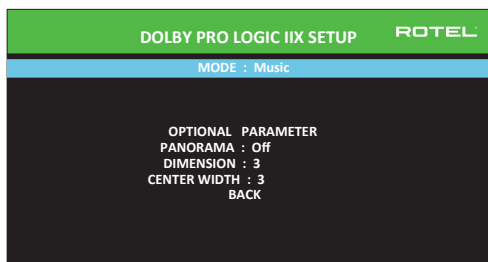 DOLBY PRO LOGIC IIX SETUP
ROTEL
MODE : Music
OPTIONAL PARAMETER
PANORAMA : Off
DIMENSION : 3
CENTER WIDTH : 3
BACK